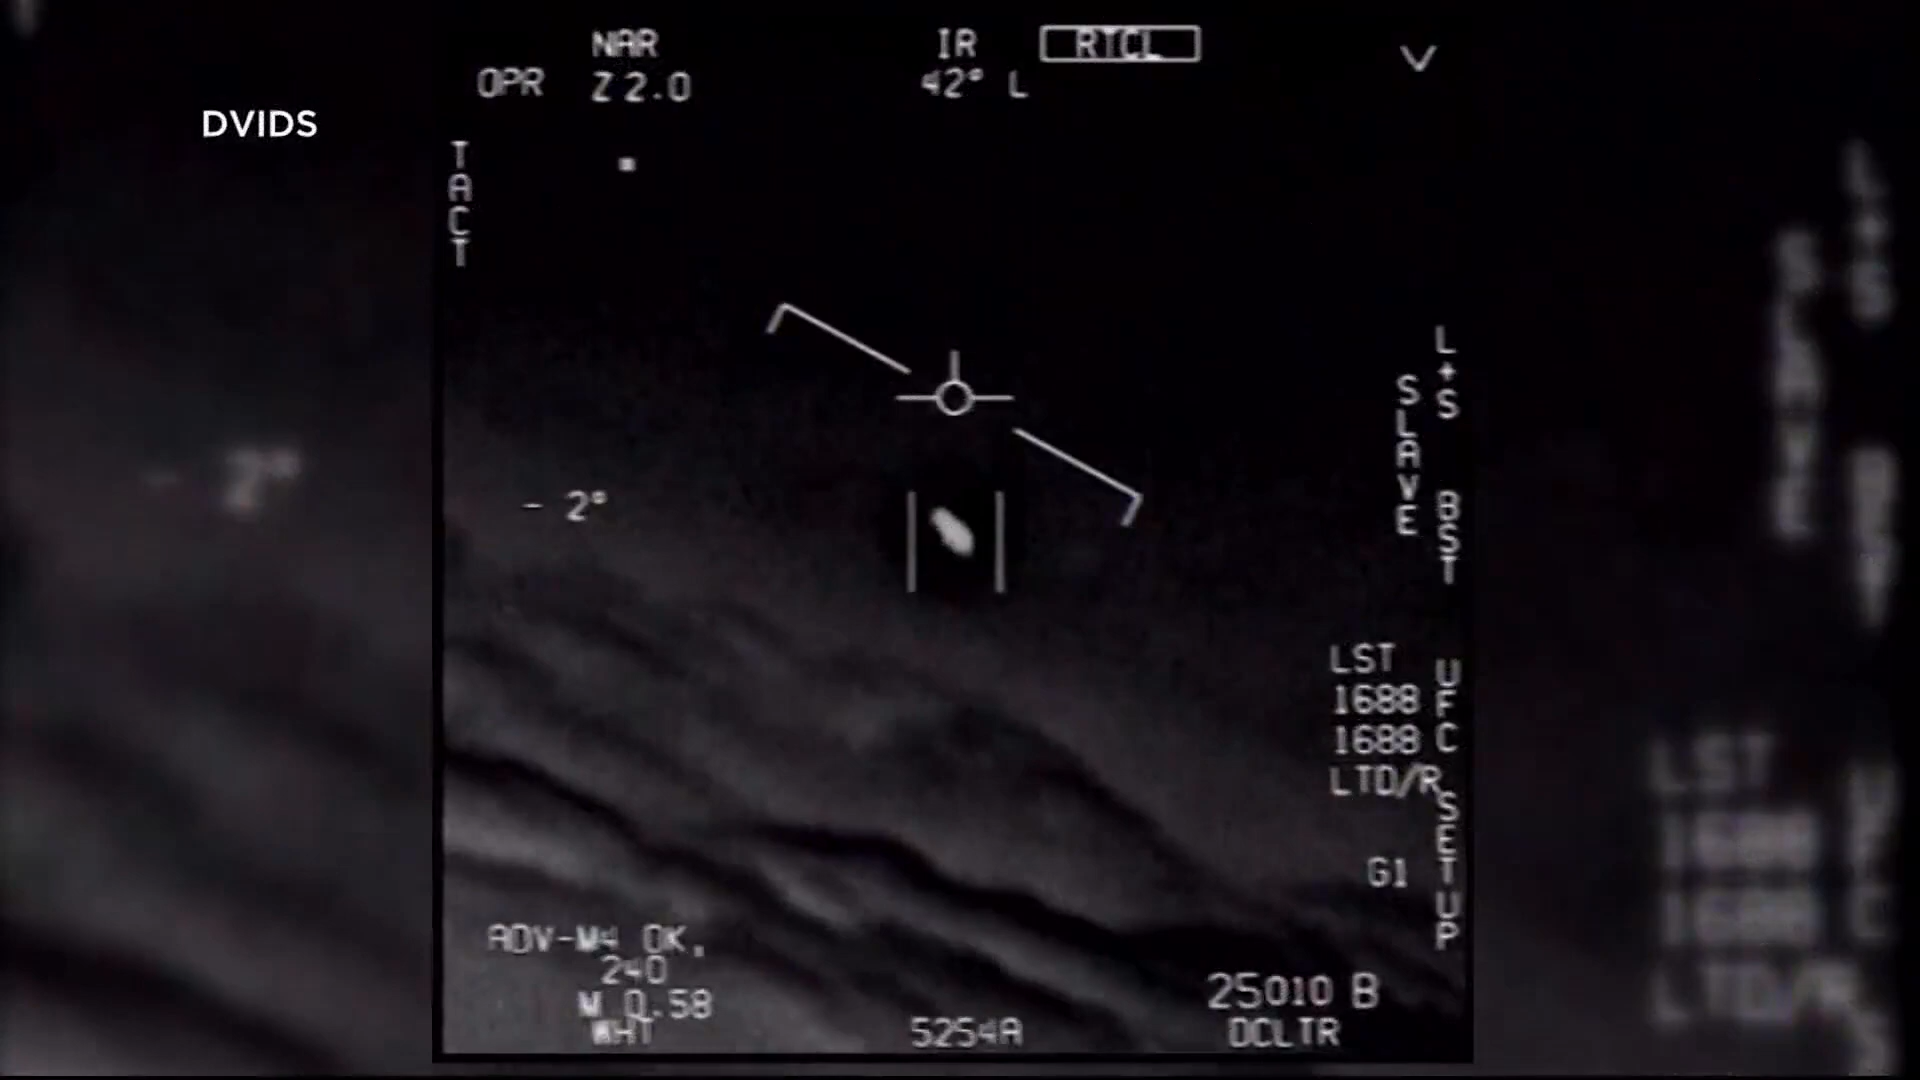 NAR
IR
RTCL
OPR
Z 2.0
42° L
DVIDS
TACT
- 2°
L+S
SLAVE
BST
LST
1688
1688
LTD/R
UFC
SETUP
G1
ADV-M4 OK,
240
M 0.58
WHT
5254A
25010 B
DCLTR